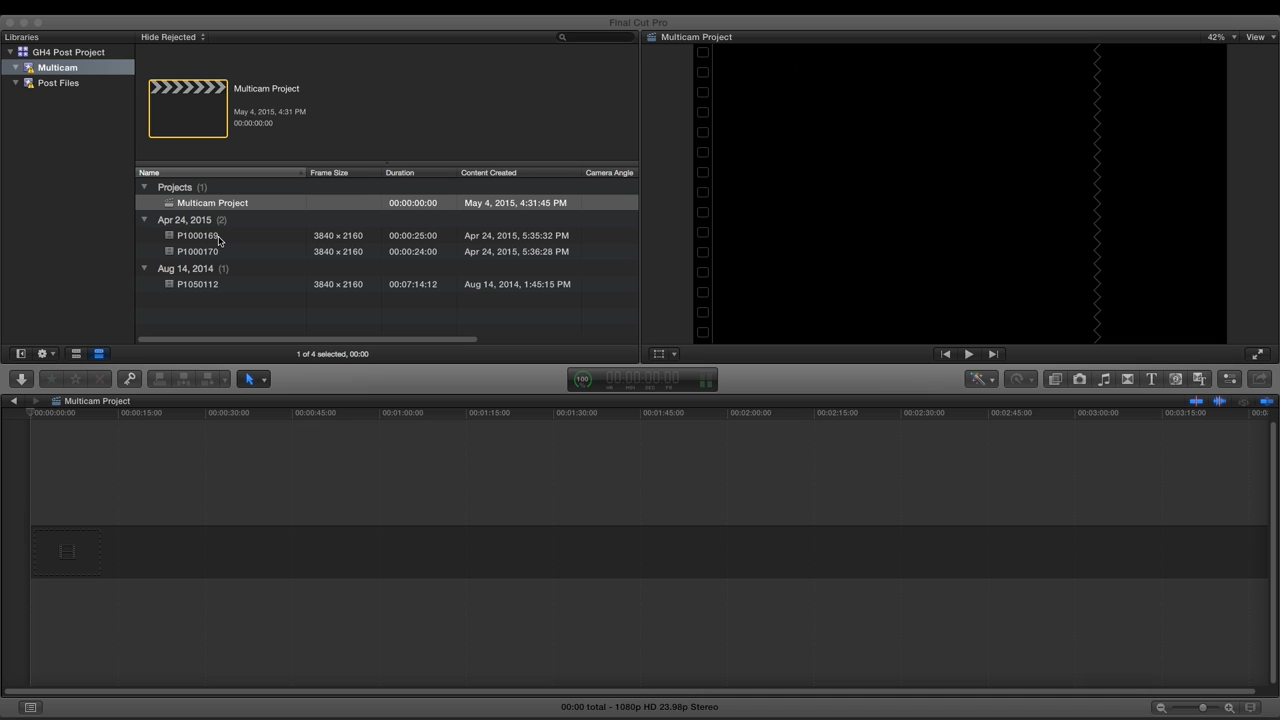 Final Cut Pro
Libraries
Hide Rejected
Multicam Project
42%
View
GH4 Post Project
Multicam
Post Files
Multicam Project
May 4, 2015, 4:31 PM
00:00:00:00
Name Frame Size Duration Content Created Camera Angle
Projects (1)
Multicam Project 00:00:00:00 May 4, 2015, 4:31:45 PM
Apr 24, 2015 (2)
P1000169 3840 × 2160 00:00:25:00 Apr 24, 2015, 5:35:32 PM
P1000170 3840 × 2160 00:00:24:00 Apr 24, 2015, 5:36:28 PM
Aug 14, 2014 (1)
P1050112 3840 × 2160 00:07:14:12 Aug 14, 2014, 1:45:15 PM
1 of 4 selected, 00:00
100 00:00:00:00
HR MIN SEC FR
Multicam Project
00:00:00:00 00:00:15:00 00:00:30:00 00:00:45:00 00:01:00:00 00:01:15:00 00:01:30:00 00:01:45:00 00:02:00:00 00:02:15:00 00:02:30:00 00:02:45:00 00:03:00:00 00:03:15:00 00:0
00:00 total - 1080p HD 23.98p Stereo